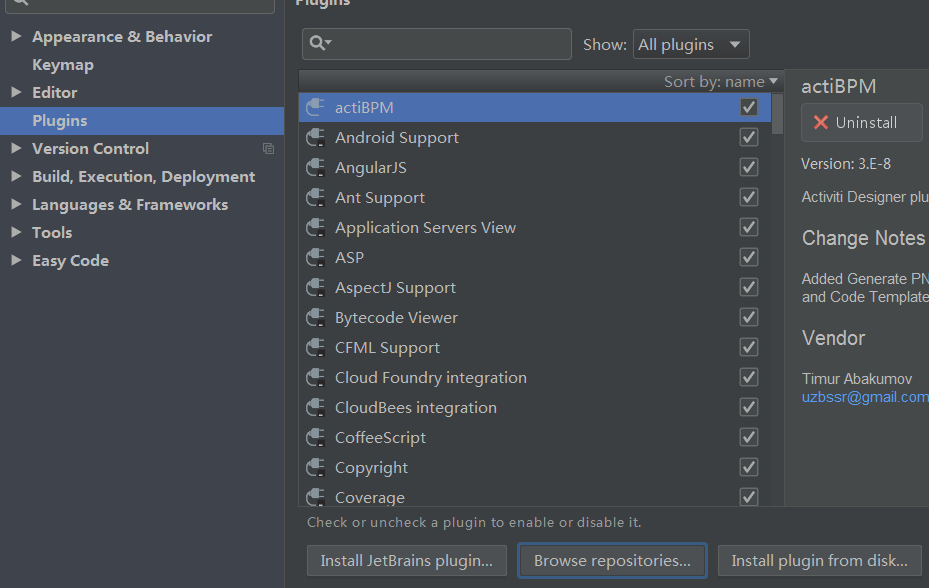 Plugins
Appearance & Behavior
Keymap
Editor
Plugins
Version Control
Build, Execution, Deployment
Languages & Frameworks
Tools
Easy Code
Show: All plugins
Sort by: name
actiBPM
Android Support
AngularJS
Ant Support
Application Servers View
ASP
AspectJ Support
Bytecode Viewer
CFML Support
Cloud Foundry integration
CloudBees integration
CoffeeScript
Copyright
Coverage
Check or uncheck a plugin to enable or disable it.
Install JetBrains plugin...
Browse repositories...
Install plugin from disk...
actiBPM
Uninstall
Version: 3.E-8
Activiti Designer plu
Change Notes
Added Generate PN
and Code Template
Vendor
Timur Abakumov
uzbssr@gmail.com